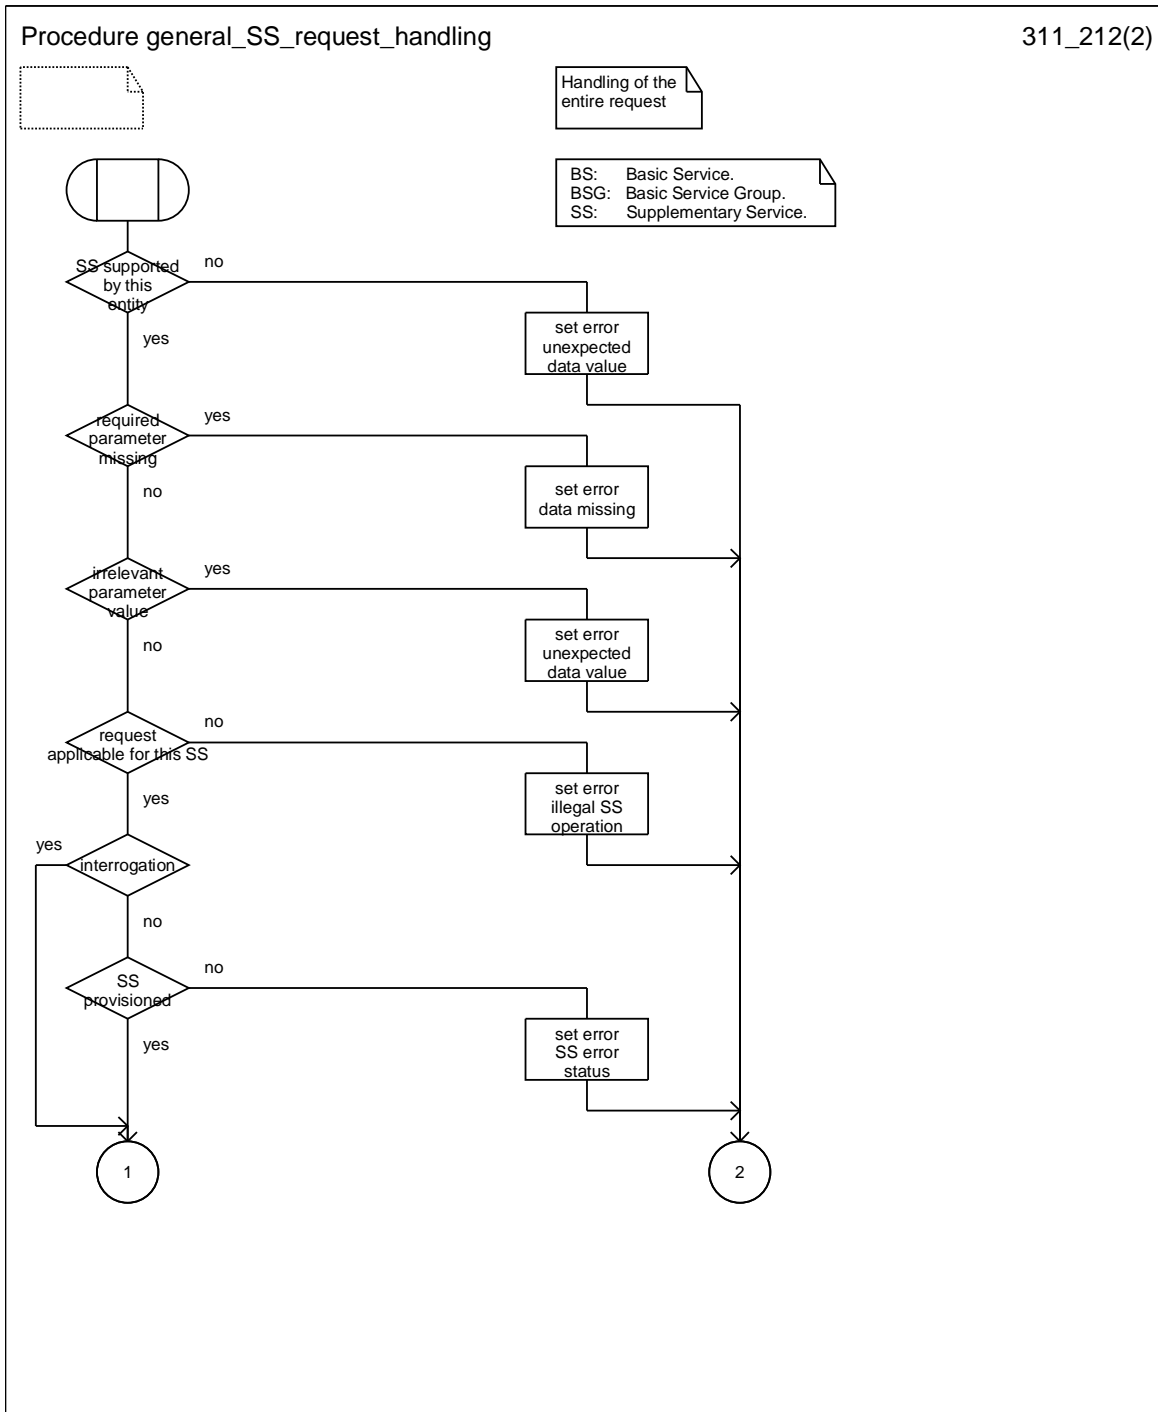 Procedure general_SS_request_handling
311_212(2)
Handling of the
entire request
BS: Basic Service.
BSG: Basic Service Group.
SS: Supplementary Service.
SS supported
by this
entity
no
yes
set error
unexpected
data value
required
parameter
missing
yes
no
set error
data missing
irrelevant
parameter
value
yes
no
set error
unexpected
data value
request
applicable for this SS
no
yes
set error
illegal SS
operation
yes
interrogation
no
SS
provisioned
no
yes
set error
SS error
status
1
2